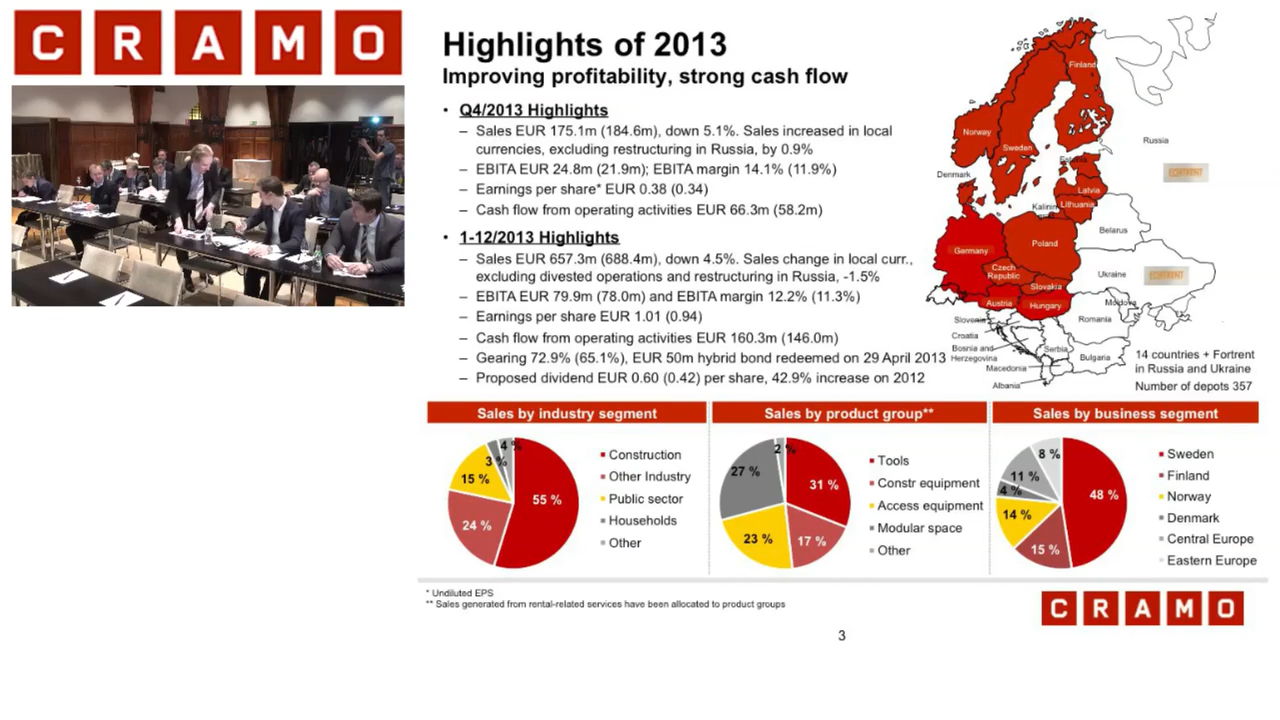 CRAMO
Highlights of 2013
Improving profitability, strong cash flow
• Q4/2013 Highlights
– Sales EUR 175.1m (184.6m), down 5.1%. Sales increased in local
currencies, excluding restructuring in Russia, by 0.9%
– EBITA EUR 24.8m (21.9m); EBITA margin 14.1% (11.9%)
– Earnings per share* EUR 0.38 (0.34)
– Cash flow from operating activities EUR 66.3m (58.2m)
• 1-12/2013 Highlights
– Sales EUR 657.3m (688.4m), down 4.5%. Sales change in local curr.,
excluding divested operations and restructuring in Russia, -1.5%
– EBITA EUR 79.9m (78.0m) and EBITA margin 12.2% (11.3%)
– Earnings per share EUR 1.01 (0.94)
– Cash flow from operating activities EUR 160.3m (146.0m)
– Gearing 72.9% (65.1%), EUR 50m hybrid bond redeemed on 29 April 2013
– Proposed dividend EUR 0.60 (0.42) per share, 42.9% increase on 2012
Finland
Norway
Sweden
Russia
Estonia
Denmark
Latvia
Lithuania
Belarus
Germany
Poland
Czech
Republic
Ukraine
Slovakia
Austria
Hungary
Moldova
Slovenia
Romania
Croatia
Bosnia and
Herzegovina
Serbia
Bulgaria
Macedonia
Albania
14 countries + Fortrent
in Russia and Ukraine
Number of depots 357
Sales by industry segment
55 %
24 %
15 %
3 %
4 %
Construction
Other Industry
Public sector
Households
Other
Sales by product group**
31 %
17 %
23 %
27 %
2 %
Tools
Constr equipment
Access equipment
Modular space
Other
Sales by business segment
48 %
15 %
14 %
4 %
11 %
8 %
Sweden
Finland
Norway
Denmark
Central Europe
Eastern Europe
* Undiluted EPS
** Sales generated from rental-related services have been allocated to product groups
CRAMO
3